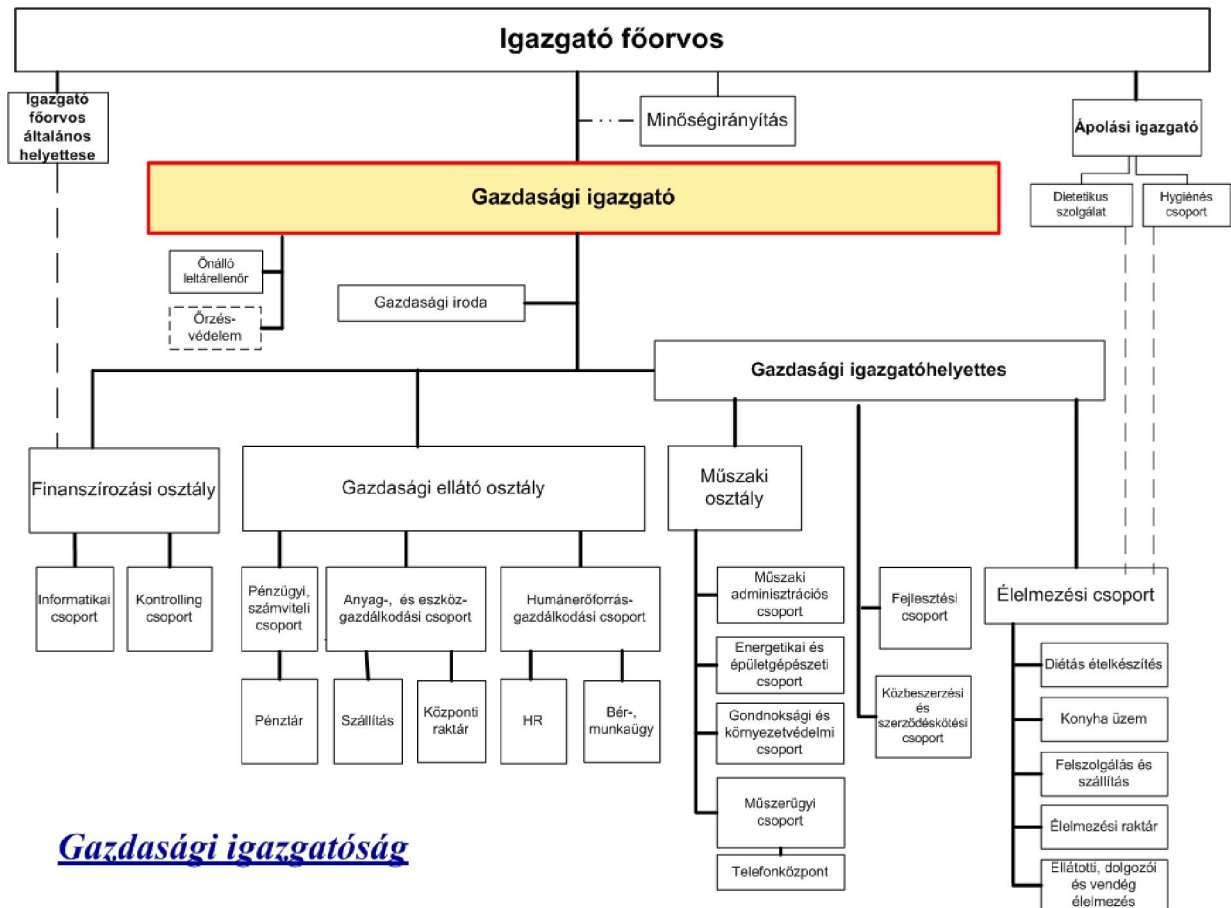 Igazgató főorvos
Igazgató
főorvos
általános
helyettese
Minőségirányítás
Ápolási igazgató
Gazdasági igazgató
Dietetikus
szolgálat
Hygiénés
csoport
Önálló
leltárellenőr
Őrzés-
védelem
Gazdasági iroda
Gazdasági igazgatóhelyettes
Finanszírozási osztály
Gazdasági ellátó osztály
Műszaki
osztály
Informatikai
csoport
Kontrolling
csoport
Pénzügyi,
számviteli
csoport
Anyag-, és eszköz-
gazdálkodási csoport
Humánerőforrás-
gazdálkodási csoport
Műszaki
adminisztrációs
csoport
Fejlesztési
csoport
Élelmezési csoport
Energetikai és
épületgépészeti
csoport
Diétás ételkészítés
Pénztár
Szállítás
Központi
raktár
HR
Bér-,
munkaügy
Gondnoksági és
környezetvédelmi
csoport
Közbeszerzési
és
szerződéskötési
csoport
Konyha üzem
Felszolgálás és
szállítás
Műszerügyi
csoport
Élelmezési raktár
Telefonközpont
Ellátotti, dolgozói
és vendég
élelmezés
Gazdasági igazgatóság